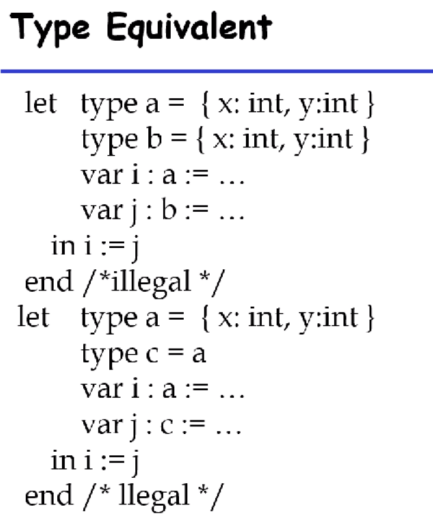 Type Equivalent
let type a = { x: int, y:int }
type b = { x: int, y:int }
var i : a := …
var j : b := …
in i := j
end /*illegal */
let type a = { x: int, y:int }
type c = a
var i : a := …
var j : c := …
in i := j
end /* llegal */